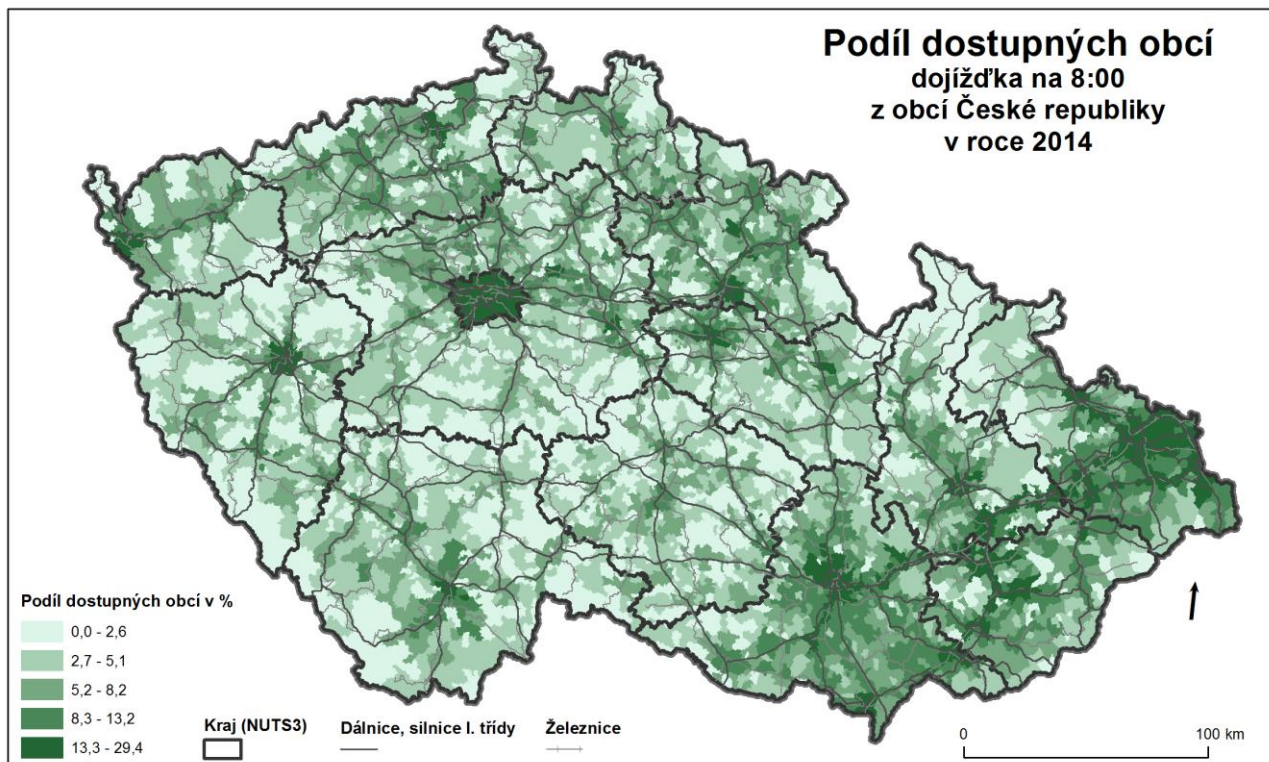 Podíl dostupných obcí
dojížďka na 8:00
z obcí České republiky
v roce 2014
Podíl dostupných obcí v %
0,0 - 2,6
2,7 - 5,1
5,2 - 8,2
8,3 - 13,2
13,3 - 29,4
Kraj (NUTS3)
Dálnice, silnice I. třídy
Železnice
0 100 km